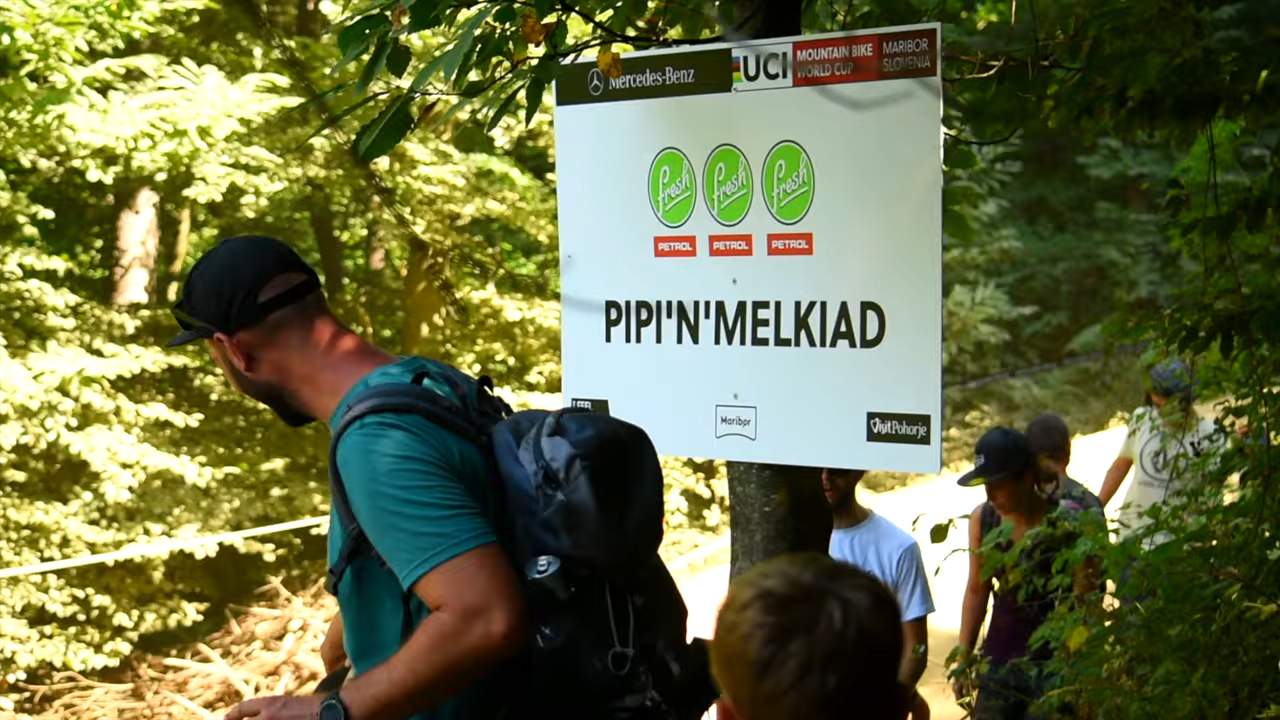 Mercedes-Benz
UCI
MOUNTAIN BIKE
WORLD CUP
MARIBOR
SLOVENIA
fresh fresh fresh
PETROL PETROL PETROL
PIPI'N'MELKIAD
Maribor
VisitPohorje